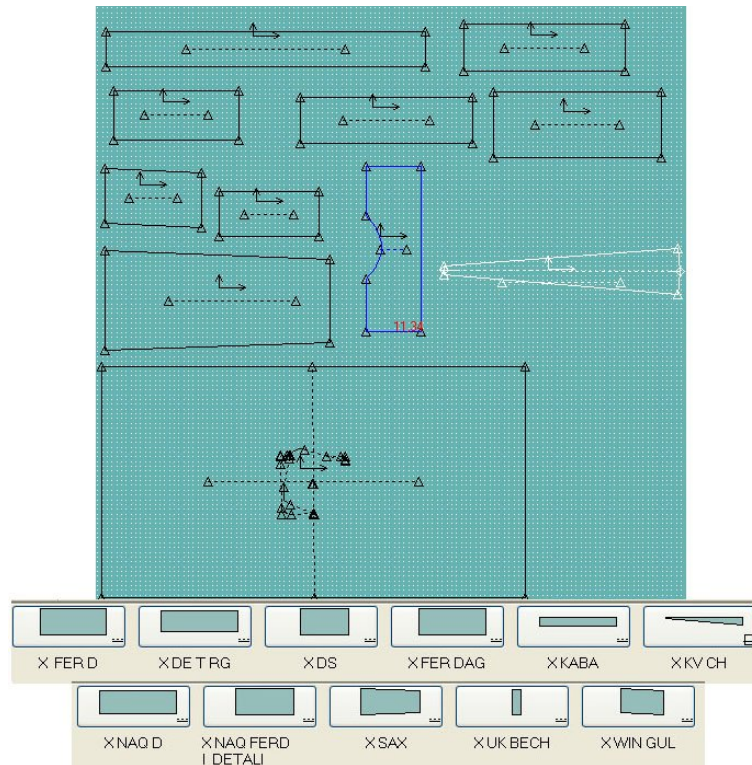 11.34
X FER D X DE T RG X DS X FER DAG X KABA X KV CH
X NAQ D X NAQ FERD X SAX X UK BECH X WIN GUL
I DETALI